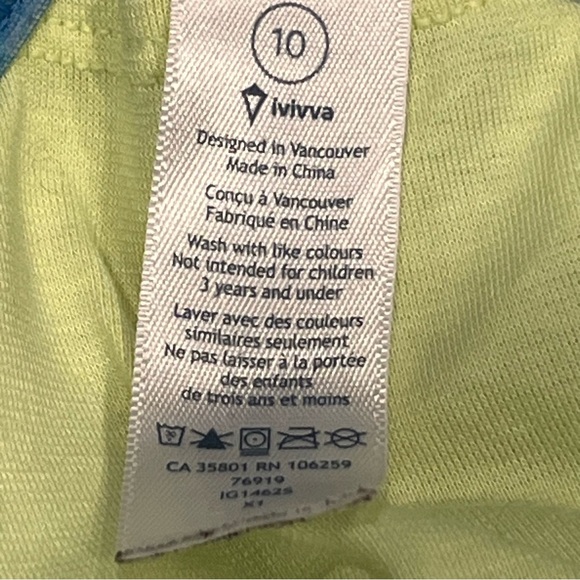 10
ivivva
Designed in Vancouver
Made in China
Conçu à Vancouver
Fabriqué en Chine
Wash with like colours
Not intended for children
3 years and under
Laver avec des couleurs
similaires seulement
Ne pas laisser à la portée
des enfants
de trois ans et moins
CA 35801 RN 106259
76919
IG1462S
X1